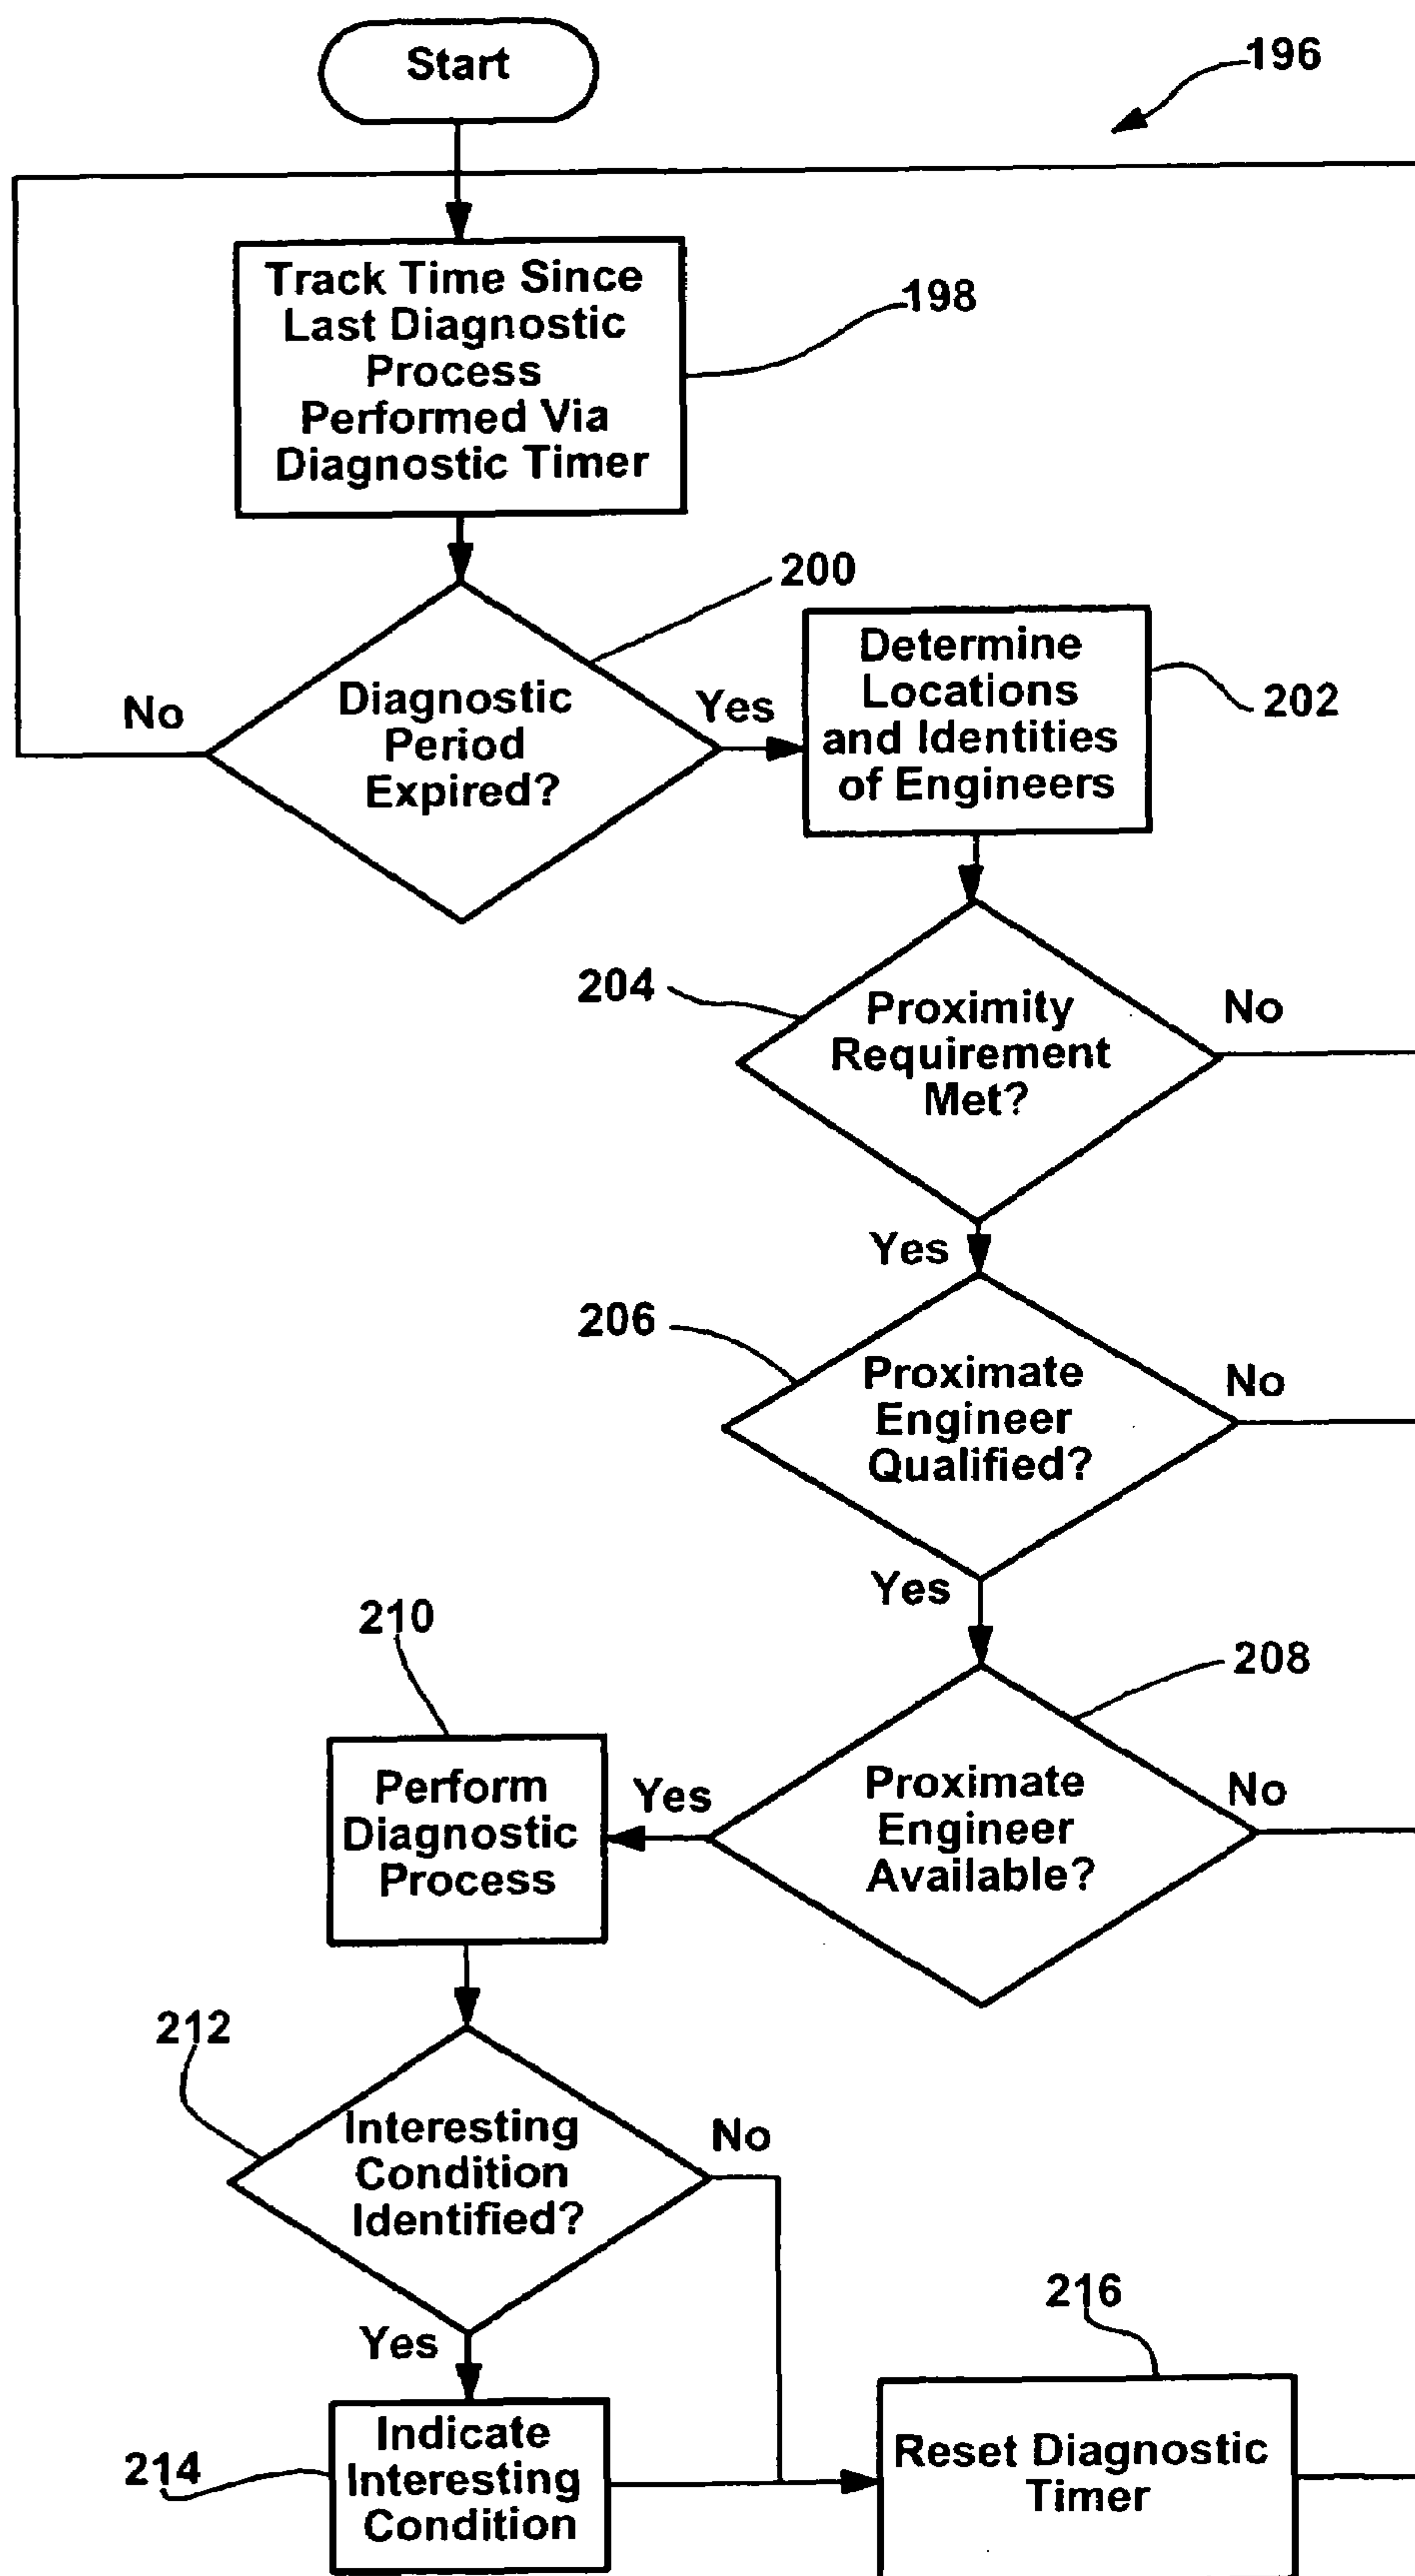 Start
196
Track Time Since
Last Diagnostic
Process
Performed Via
Diagnostic Timer
198
200
Diagnostic
Period
Expired?
No
Yes
Determine
Locations
and Identities
of Engineers
202
204
Proximity
Requirement
Met?
No
Yes
206
Proximate
Engineer
Qualified?
No
Yes
208
Proximate
Engineer
Available?
No
Yes
210
Perform
Diagnostic
Process
212
Interesting
Condition
Identified?
No
Yes
214
Indicate
Interesting
Condition
216
Reset Diagnostic
Timer